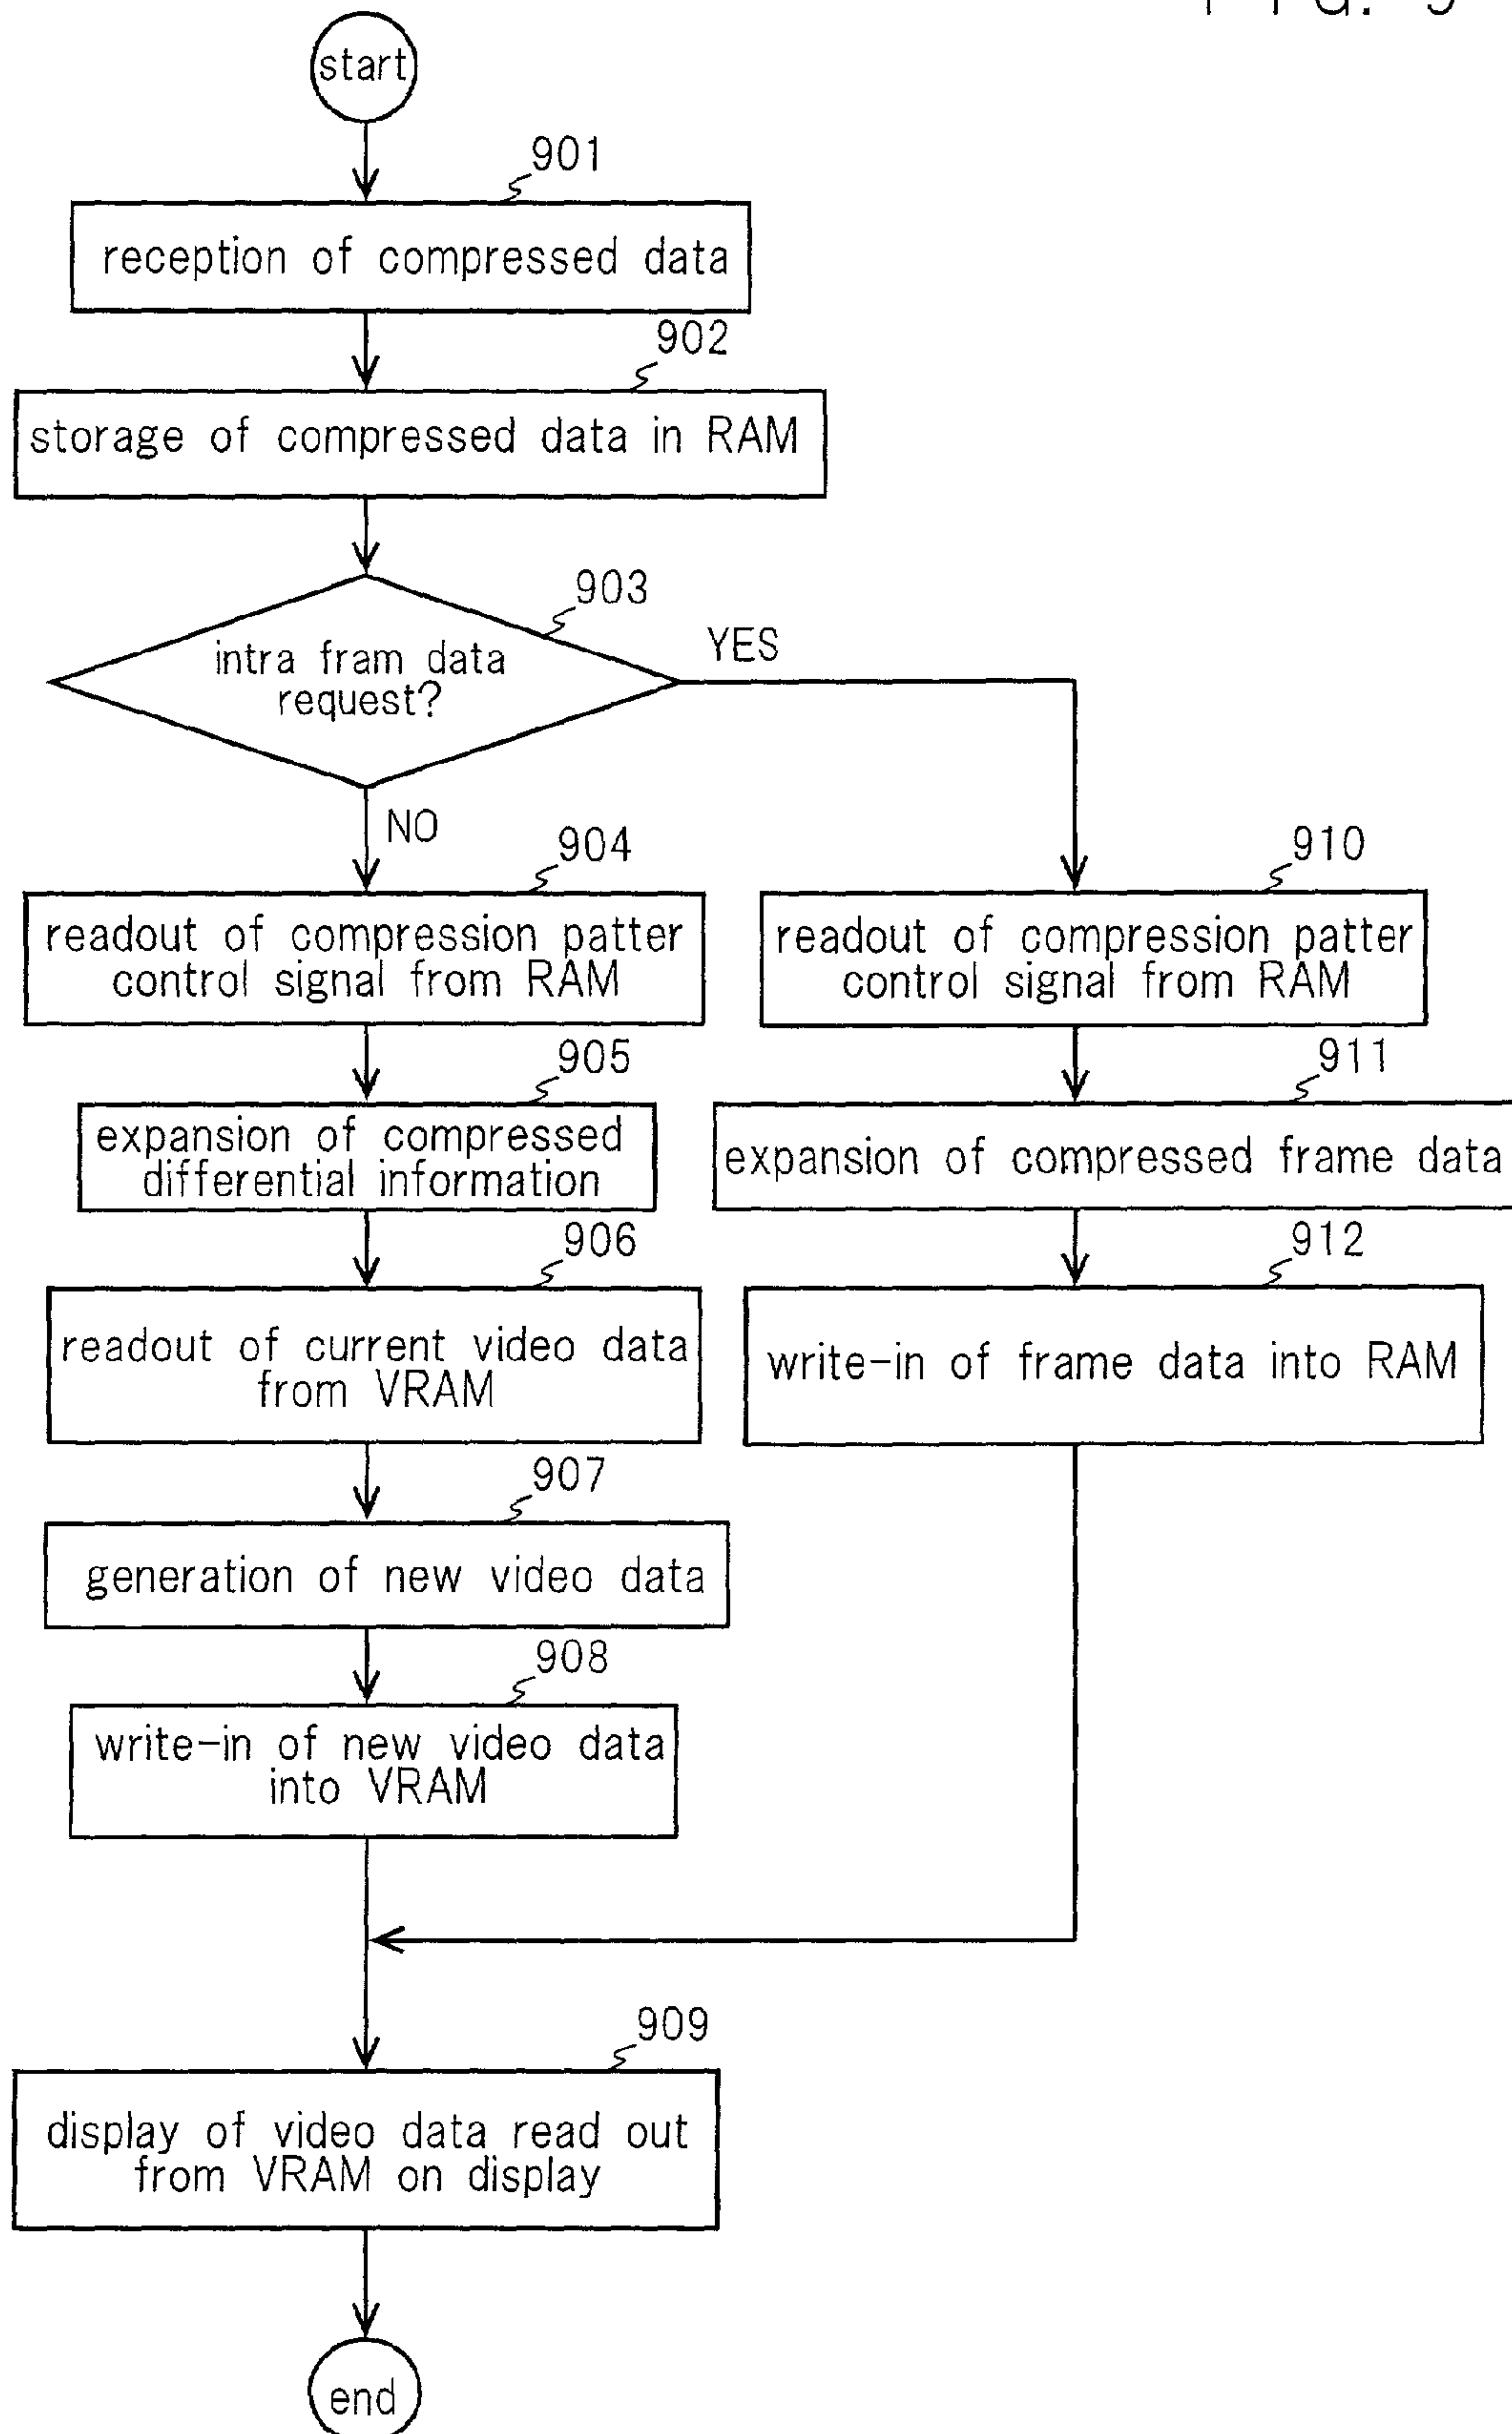 FIG. 9
start
901
reception of compressed data
902
storage of compressed data in RAM
903
intra fram data
request?
YES
NO
904
readout of compression patter
control signal from RAM
910
readout of compression patter
control signal from RAM
905
expansion of compressed
differential information
911
expansion of compressed frame data
906
readout of current video data
from VRAM
912
write-in of frame data into RAM
907
generation of new video data
908
write-in of new video data
into VRAM
909
display of video data read out
from VRAM on display
end